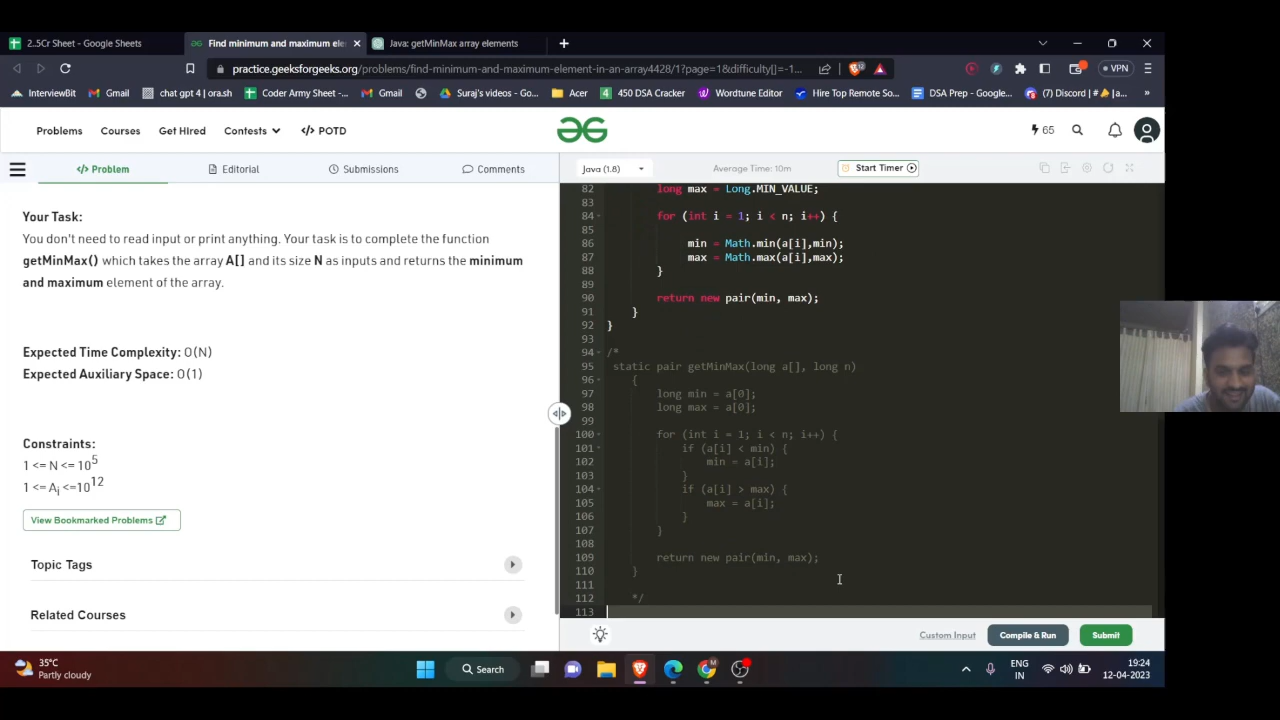 2..5Cr Sheet - Google Sheets
Find minimum and maximum ele
Java: getMinMax array elements
practice.geeksforgeeks.org/problems/find-minimum-and-maximum-element-in-an-array4428/1?page=1&difficulty[]=-1...
VPN
InterviewBit
Gmail
chat gpt 4 | ora.sh
Coder Army Sheet -...
Gmail
Suraj's videos - Go...
Acer
450 DSA Cracker
Wordtune Editor
Hire Top Remote So...
DSA Prep - Google...
(7) Discord | #🔥|a...
Problems
Courses
Get Hired
Contests
</> POTD
65
</> Problem
Editorial
Submissions
Comments
Java (1.8)
Average Time: 10m
Start Timer
Your Task:
You don't need to read input or print anything. Your task is to complete the function
getMinMax() which takes the array A[] and its size N as inputs and returns the minimum
and maximum element of the array.
Expected Time Complexity: O(N)
Expected Auxiliary Space: O(1)
Constraints:
1 <= N <= 10^5
1 <= A_i <=10^12
View Bookmarked Problems
Topic Tags
Related Courses
82 long max = Long.MIN_VALUE;
83
84 for (int i = 1; i < n; i++) {
85
86 min = Math.min(a[i],min);
87 max = Math.max(a[i],max);
88 }
89
90 return new pair(min, max);
91 }
92 }
93
94 /*
95 static pair getMinMax(long a[], long n)
96 {
97 long min = a[0];
98 long max = a[0];
99
100 for (int i = 1; i < n; i++) {
101 if (a[i] < min) {
102 min = a[i];
103 }
104 if (a[i] > max) {
105 max = a[i];
106 }
107 }
108
109 return new pair(min, max);
110 }
111
112 */
113
Custom Input
Compile & Run
Submit
35°C
Partly cloudy
Search
ENG
IN
19:24
12-04-2023